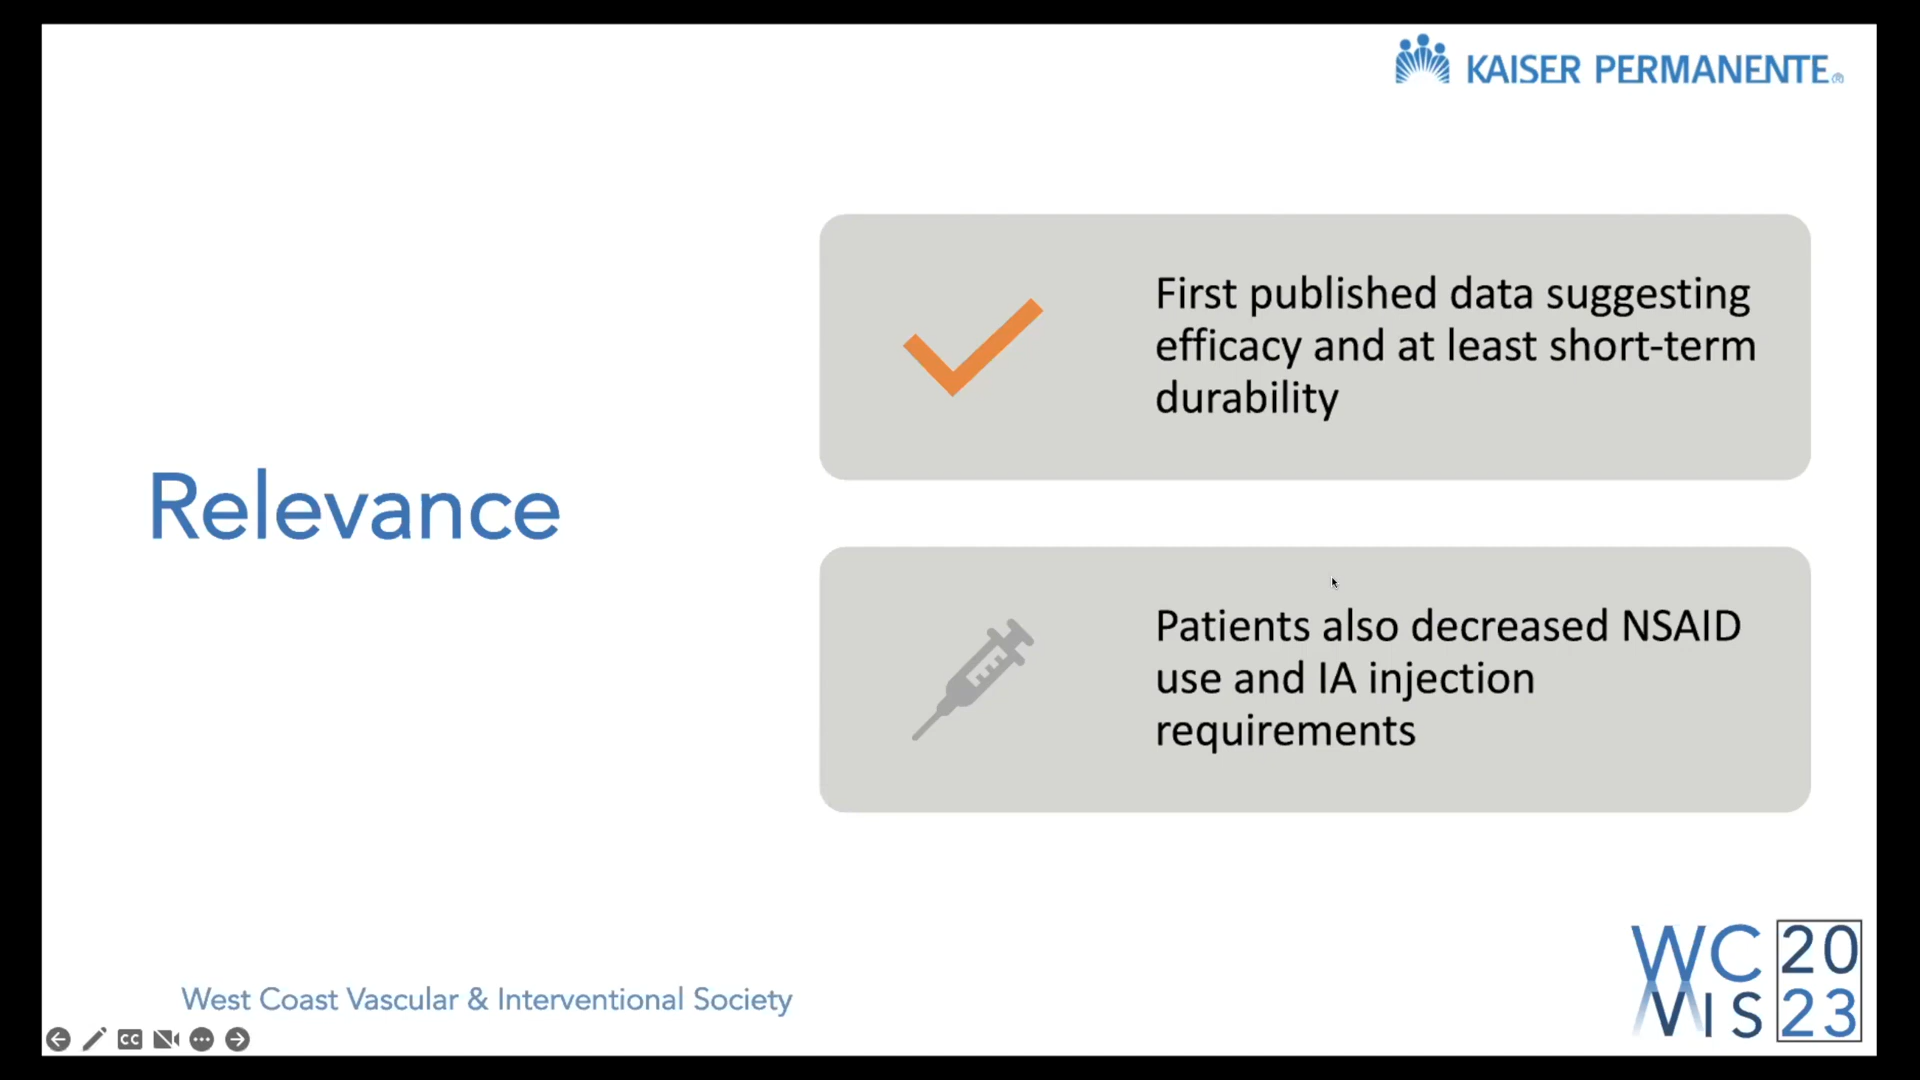 KAISER PERMANENTE®
First published data suggesting
efficacy and at least short-term
durability
Relevance
Patients also decreased NSAID
use and IA injection
requirements
West Coast Vascular & Interventional Society
WC
VIS
20
23
CC